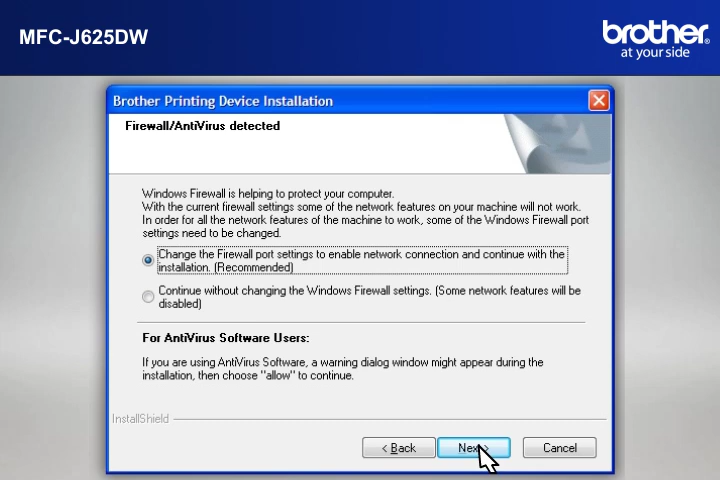 MFC-J625DW
brother®
at your side
Brother Printing Device Installation
Firewall/AntiVirus detected
Windows Firewall is helping to protect your computer.
With the current firewall settings some of the network features on your machine will not work.
In order for all the network features of the machine to work, some of the Windows Firewall port
settings need to be changed.
Change the Firewall port settings to enable network connection and continue with the
installation. (Recommended)
Continue without changing the Windows Firewall settings. (Some network features will be
disabled)
For AntiVirus Software Users:
If you are using AntiVirus Software, a warning dialog window might appear during the
installation, then choose "allow" to continue.
InstallShield
< Back
Next >
Cancel